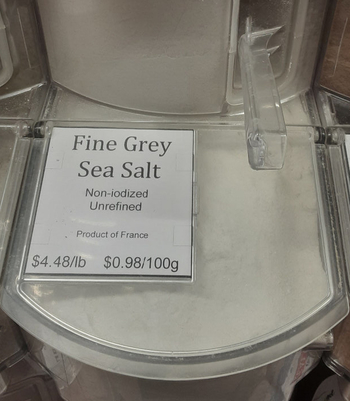 Fine Grey
Sea Salt
Non-iodized
Unrefined
Product of France
$4.48/lb $0.98/100g